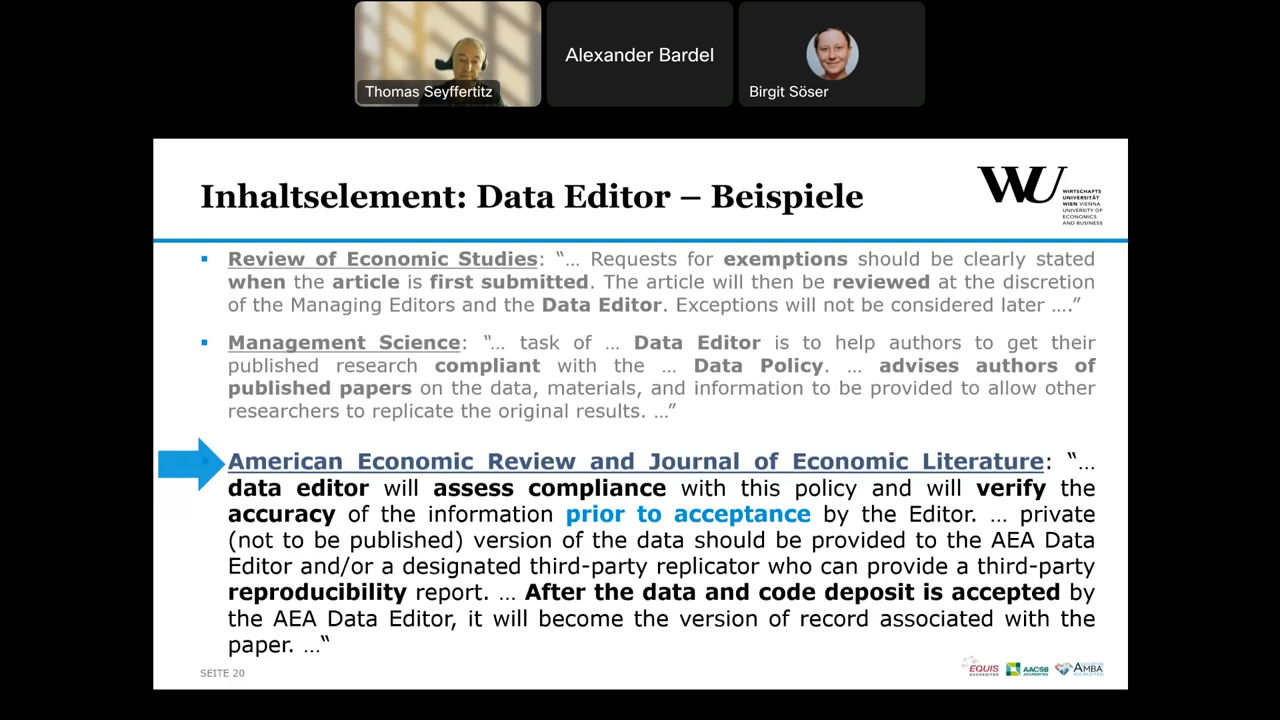 Thomas Seyffertitz
Alexander Bardel
Birgit Söser
Inhaltselement: Data Editor – Beispiele
WU
WIRTSCHAFTS
UNIVERSITÄT
WIEN VIENNA
UNIVERSITY OF
ECONOMICS
AND BUSINESS
▪ Review of Economic Studies: “… Requests for exemptions should be clearly stated
when the article is first submitted. The article will then be reviewed at the discretion
of the Managing Editors and the Data Editor. Exceptions will not be considered later ….”
▪ Management Science: “… task of … Data Editor is to help authors to get their
published research compliant with the … Data Policy. … advises authors of
published papers on the data, materials, and information to be provided to allow other
researchers to replicate the original results. …”
▪ American Economic Review and Journal of Economic Literature: “…
data editor will assess compliance with this policy and will verify the
accuracy of the information prior to acceptance by the Editor. … private
(not to be published) version of the data should be provided to the AEA Data
Editor and/or a designated third-party replicator who can provide a third-party
reproducibility report. … After the data and code deposit is accepted by
the AEA Data Editor, it will become the version of record associated with the
paper. …“
SEITE 20
EQUIS
ACCREDITED
AACSB
ACCREDITED
AMBA
ACCREDITED